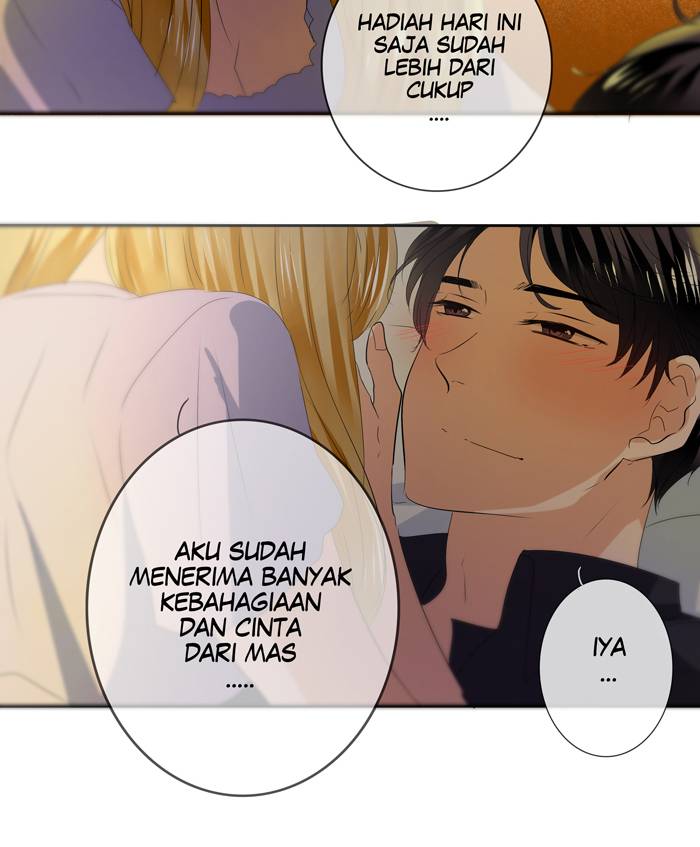 HADIAH HARI INI
SAJA SUDAH
LEBIH DARI
CUKUP
....
AKU SUDAH
MENERIMA BANYAK
KEBAHAGIAAN
DAN CINTA
DARI MAS
.....
IYA
...